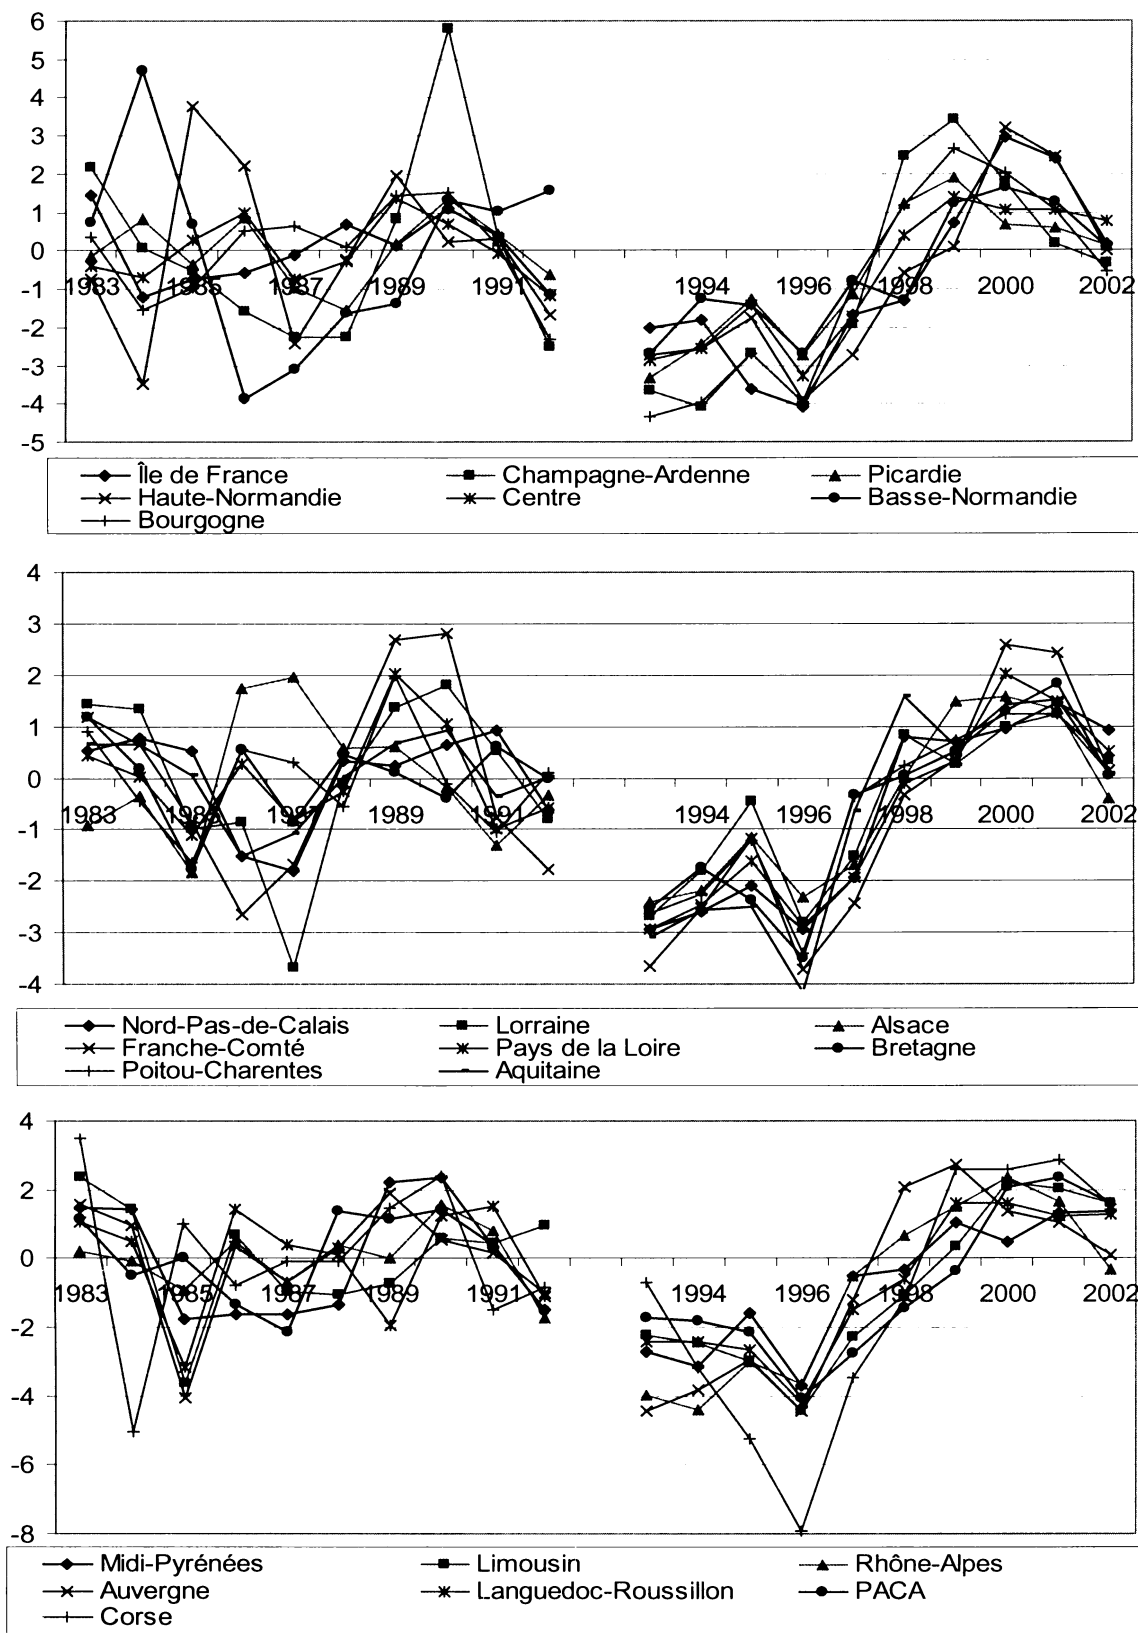 6
5
4
3
2
1
0
-1
-2
-3
-4
-5
1983 1985 1987 1989 1991 1994 1996 1998 2000 2002
Île de France Champagne-Ardenne Picardie
Haute-Normandie Centre Basse-Normandie
Bourgogne
4
3
2
1
0
-1
-2
-3
-4
1983 1985 1987 1989 1991 1994 1996 1998 2000 2002
Nord-Pas-de-Calais Lorraine Alsace
Franche-Comté Pays de la Loire Bretagne
Poitou-Charentes Aquitaine
4
2
0
-2
-4
-6
-8
1983 1985 1987 1989 1991 1994 1996 1998 2000 2002
Midi-Pyrénées Limousin Rhône-Alpes
Auvergne Languedoc-Roussillon PACA
Corse